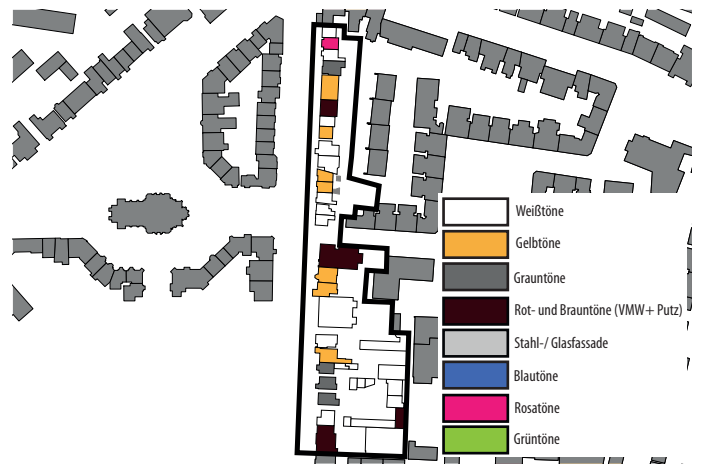 Weißtöne
Gelbtöne
Grauntöne
Rot- und Brauntöne (VMW+ Putz)
Stahl-/ Glasfassade
Blautöne
Rosatöne
Grüntöne